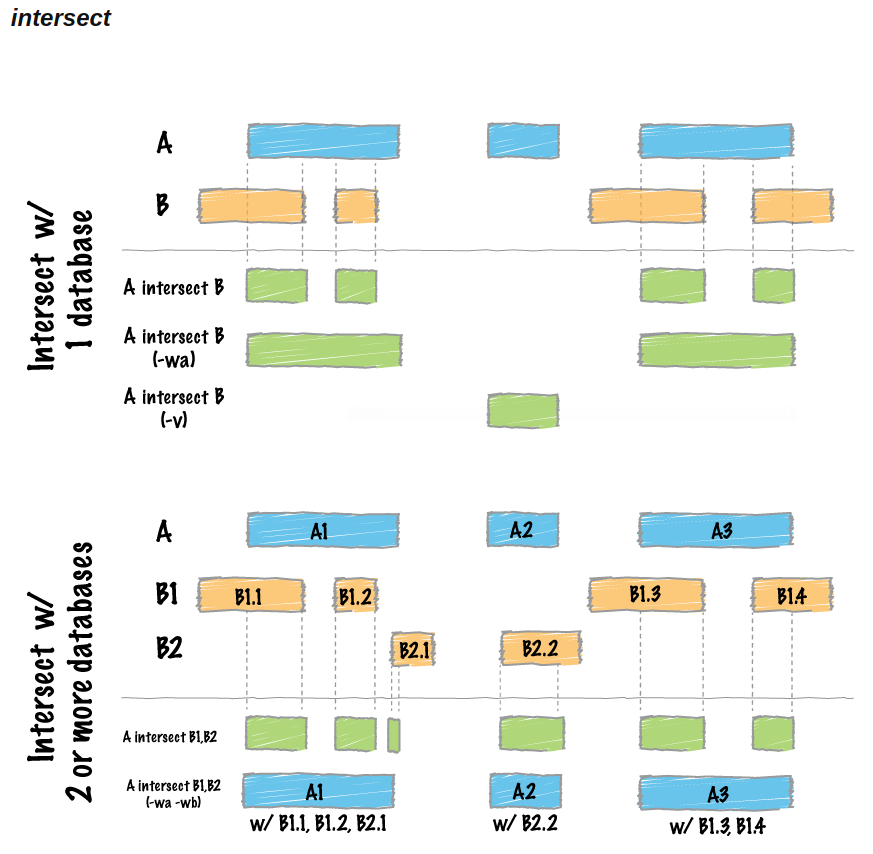 intersect
Intersect w/
1 database
A
B
A intersect B
A intersect B
(-wa)
A intersect B
(-v)
Intersect w/
2 or more databases
A
A1
A2
A3
B1
B1.1
B1.2
B1.3
B1.4
B2
B2.1
B2.2
A intersect B1,B2
A intersect B1,B2
(-wa -wb)
A1
A2
A3
w/ B1.1, B1.2, B2.1
w/ B2.2
w/ B1.3, B1.4